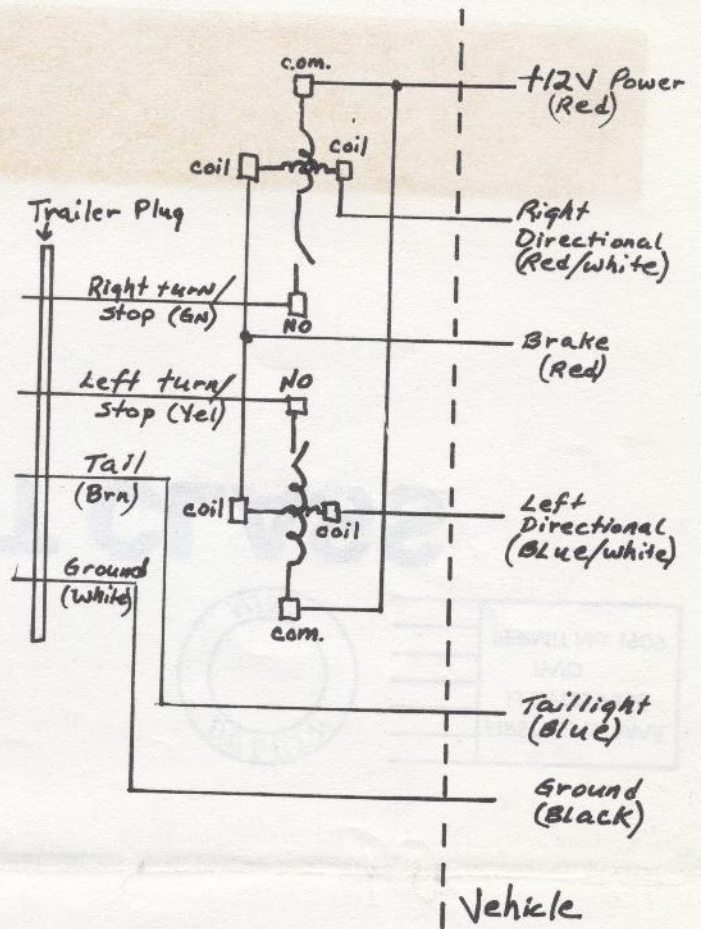 com.
+12V Power
(Red)
coil
coil
Trailer Plug
Right
Directional
(Red/White)
Right turn/
Stop (GN)
NO
Brake
(Red)
Left turn/
Stop (Yel)
NO
Tail
(Brn)
coil
coil
Left
Directional
(BLue/White)
Ground
(White)
com.
Taillight
(Blue)
Ground
(BLack)
Vehicle